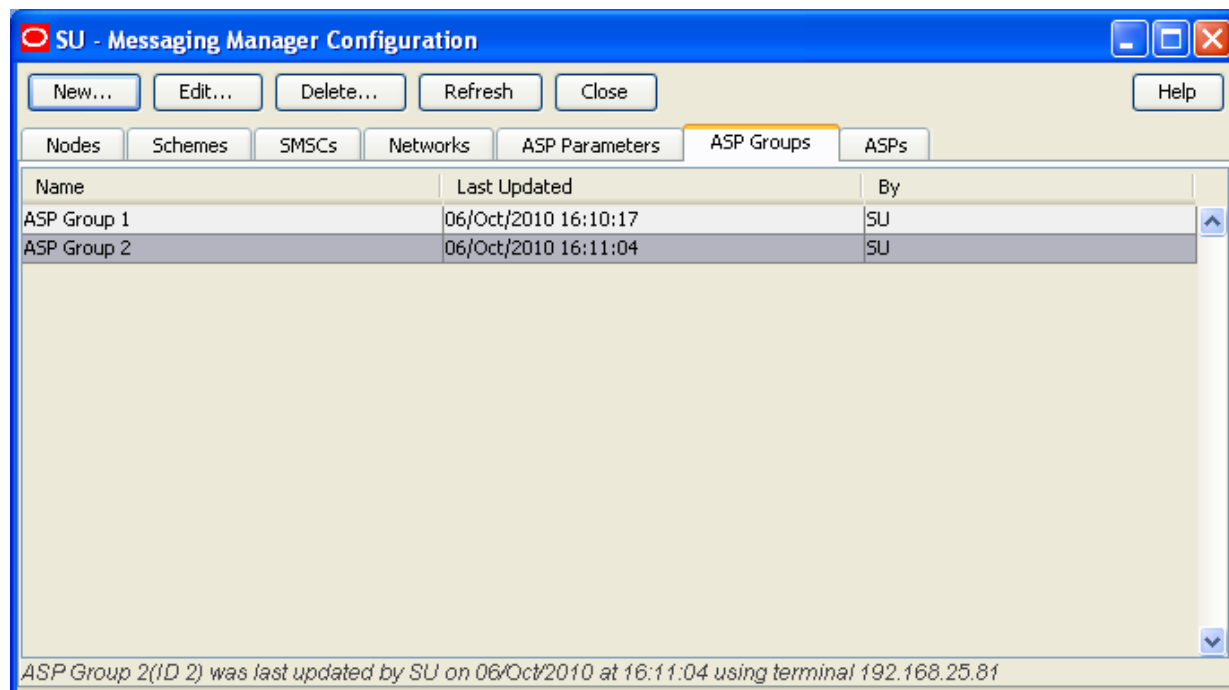 SU - Messaging Manager Configuration
New... Edit... Delete... Refresh Close Help
Nodes Schemes SMSCs Networks ASP Parameters ASP Groups ASPs
Name Last Updated By
ASP Group 1 06/Oct/2010 16:10:17 SU
ASP Group 2 06/Oct/2010 16:11:04 SU
ASP Group 2(ID 2) was last updated by SU on 06/Oct/2010 at 16:11:04 using terminal 192.168.25.81